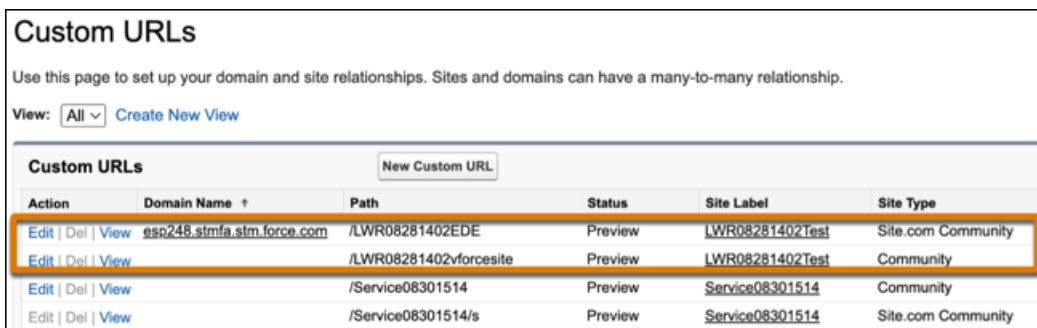 Custom URLs
Use this page to set up your domain and site relationships. Sites and domains can have a many-to-many relationship.
View: All Create New View
Custom URLs New Custom URL
Action Domain Name ↑ Path Status Site Label Site Type
Edit | Del | View esp248.stmfa.stm.force.com /LWR08281402EDE Preview LWR08281402Test Site.com Community
Edit | Del | View /LWR08281402vforcesite Preview LWR08281402Test Community
Edit | Del | View /Service08301514 Preview Service08301514 Community
Edit | Del | View /Service08301514/s Preview Service08301514 Site.com Community